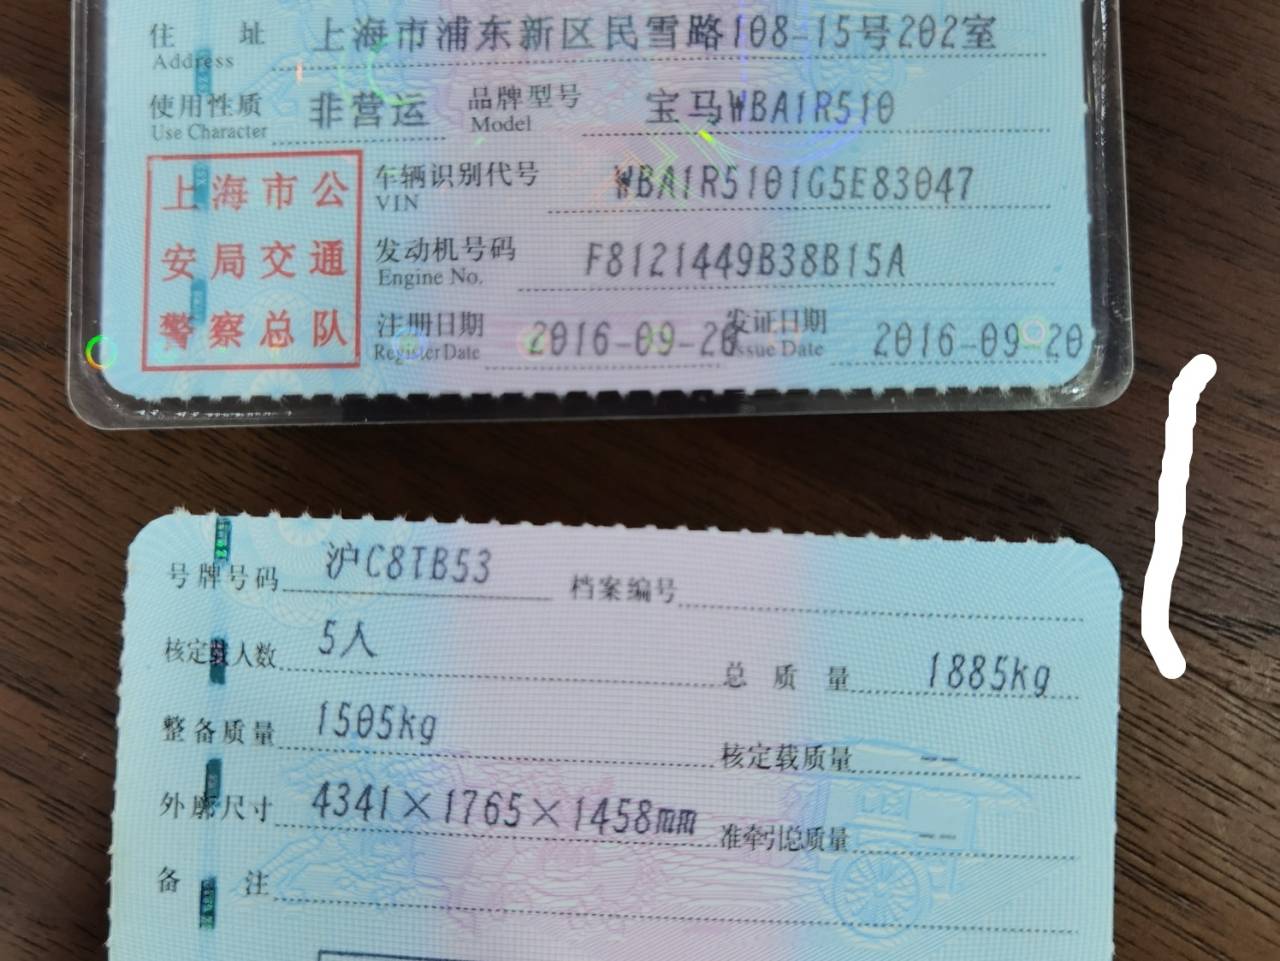 住 址 上海市浦东新区民雪路108-15号202室
Address
使用性质 非营运 品牌型号 宝马WBA1R510
Use Character Model
上海市公 车辆识别代号 WBA1R5101G5E83047
VIN
安局交通 发动机号码 F8121449B38B15A
Engine No.
警察总队 注册日期 2016-09-20 发证日期 2016-09-20
Register Date Issue Date
号牌号码 沪C8TB53 档案编号
核定载人数 5人 总质量 1885kg
整备质量 1505kg 核定载质量 --
外廓尺寸 4341×1765×1458mm 准牵引总质量 --
备 注